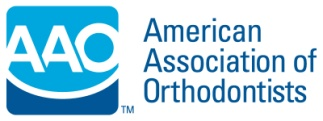 AAO
American
Association of
Orthodontists
TM